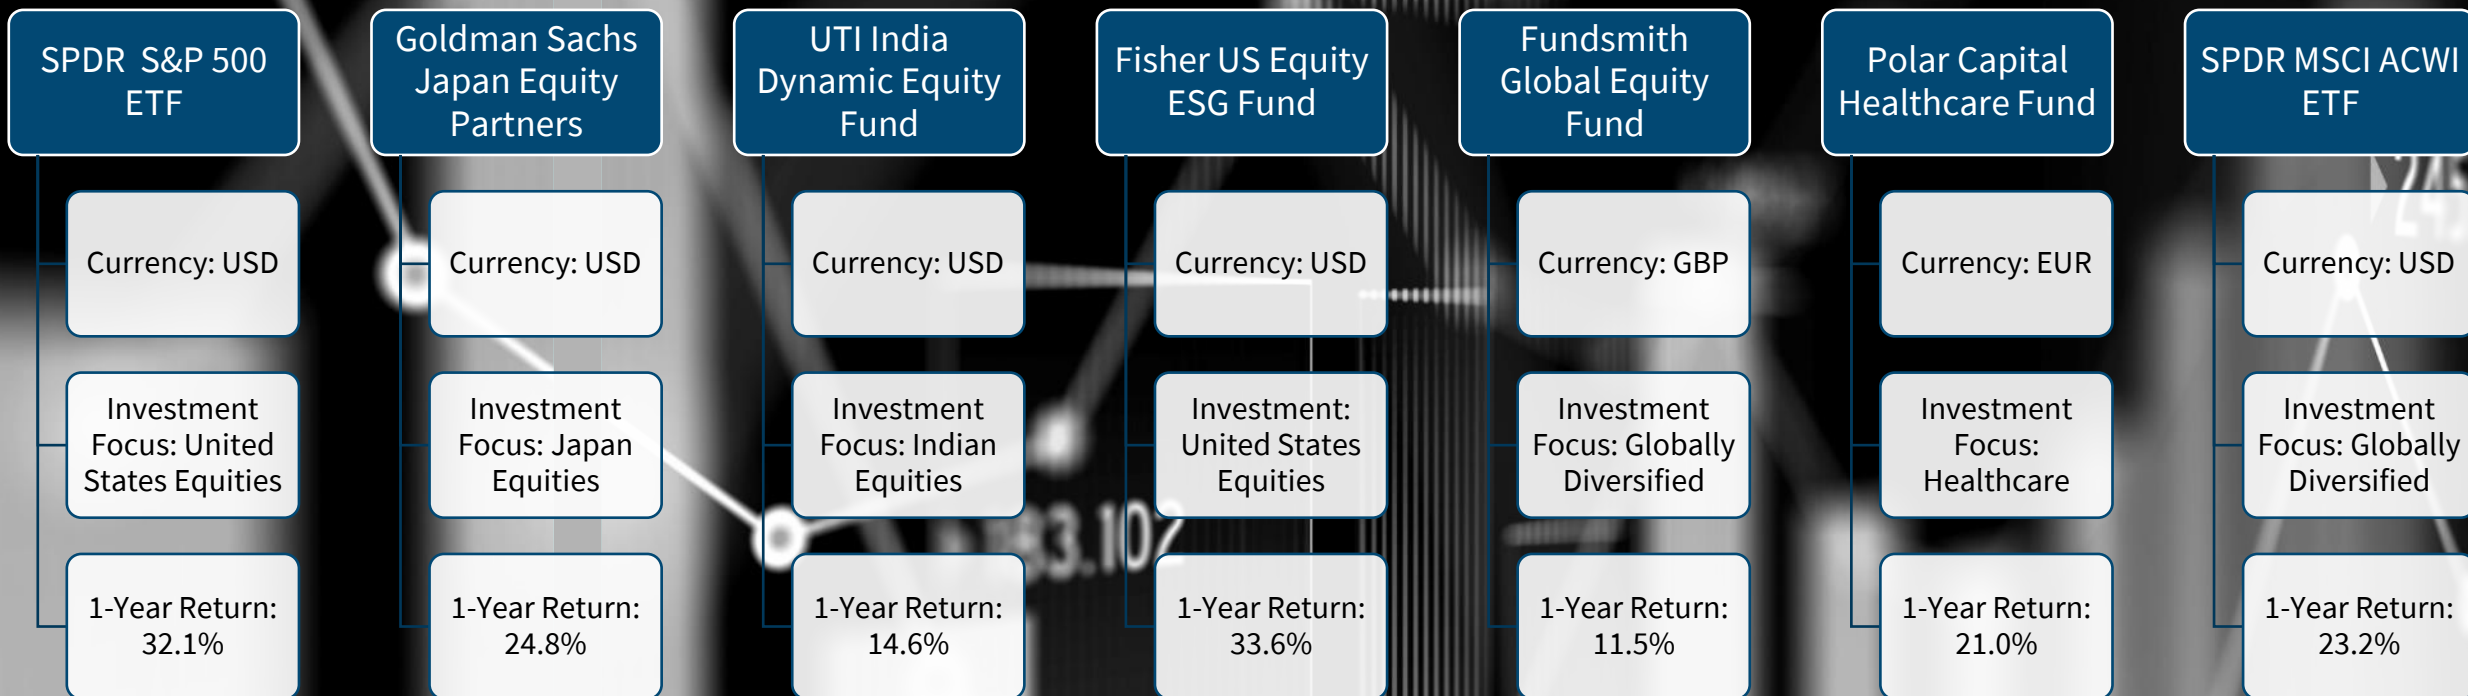 SPDR S&P 500
ETF
Currency: USD
Investment
Focus: United
States Equities
1-Year Return:
32.1%
Goldman Sachs
Japan Equity
Partners
Currency: USD
Investment
Focus: Japan
Equities
1-Year Return:
24.8%
UTI India
Dynamic Equity
Fund
Currency: USD
Investment
Focus: Indian
Equities
1-Year Return:
14.6%
Fisher US Equity
ESG Fund
Currency: USD
Investment:
United States
Equities
1-Year Return:
33.6%
Fundsmith
Global Equity
Fund
Currency: GBP
Investment
Focus: Globally
Diversified
1-Year Return:
11.5%
Polar Capital
Healthcare Fund
Currency: EUR
Investment
Focus:
Healthcare
1-Year Return:
21.0%
SPDR MSCI ACWI
ETF
Currency: USD
Investment
Focus: Globally
Diversified
1-Year Return:
23.2%